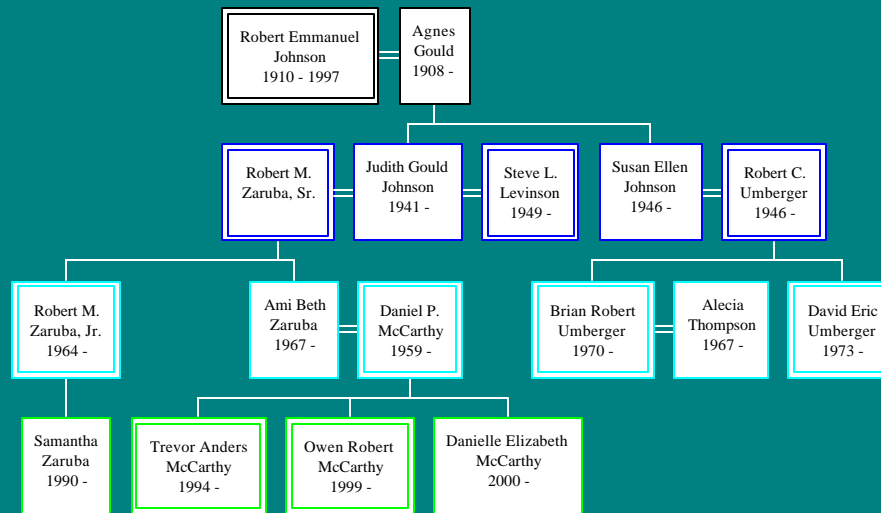 Robert Emmanuel
Johnson
1910 - 1997
Agnes
Gould
1908 -
Robert M.
Zaruba, Sr.
Judith Gould
Johnson
1941 -
Steve L.
Levinson
1949 -
Susan Ellen
Johnson
1946 -
Robert C.
Umberger
1946 -
Robert M.
Zaruba, Jr.
1964 -
Ami Beth
Zaruba
1967 -
Daniel P.
McCarthy
1959 -
Brian Robert
Umberger
1970 -
Alecia
Thompson
1967 -
David Eric
Umberger
1973 -
Samantha
Zaruba
1990 -
Trevor Anders
McCarthy
1994 -
Owen Robert
McCarthy
1999 -
Danielle Elizabeth
McCarthy
2000 -